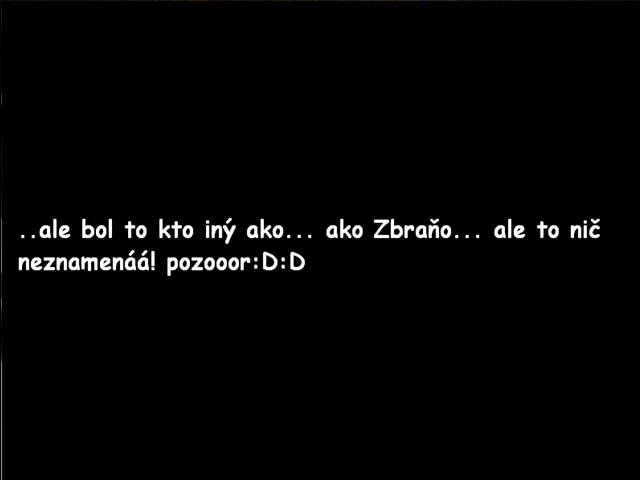 ..ale bol to kto iný ako... ako Zbraňo... ale to nič
neznamenáá! pozooor:D:D